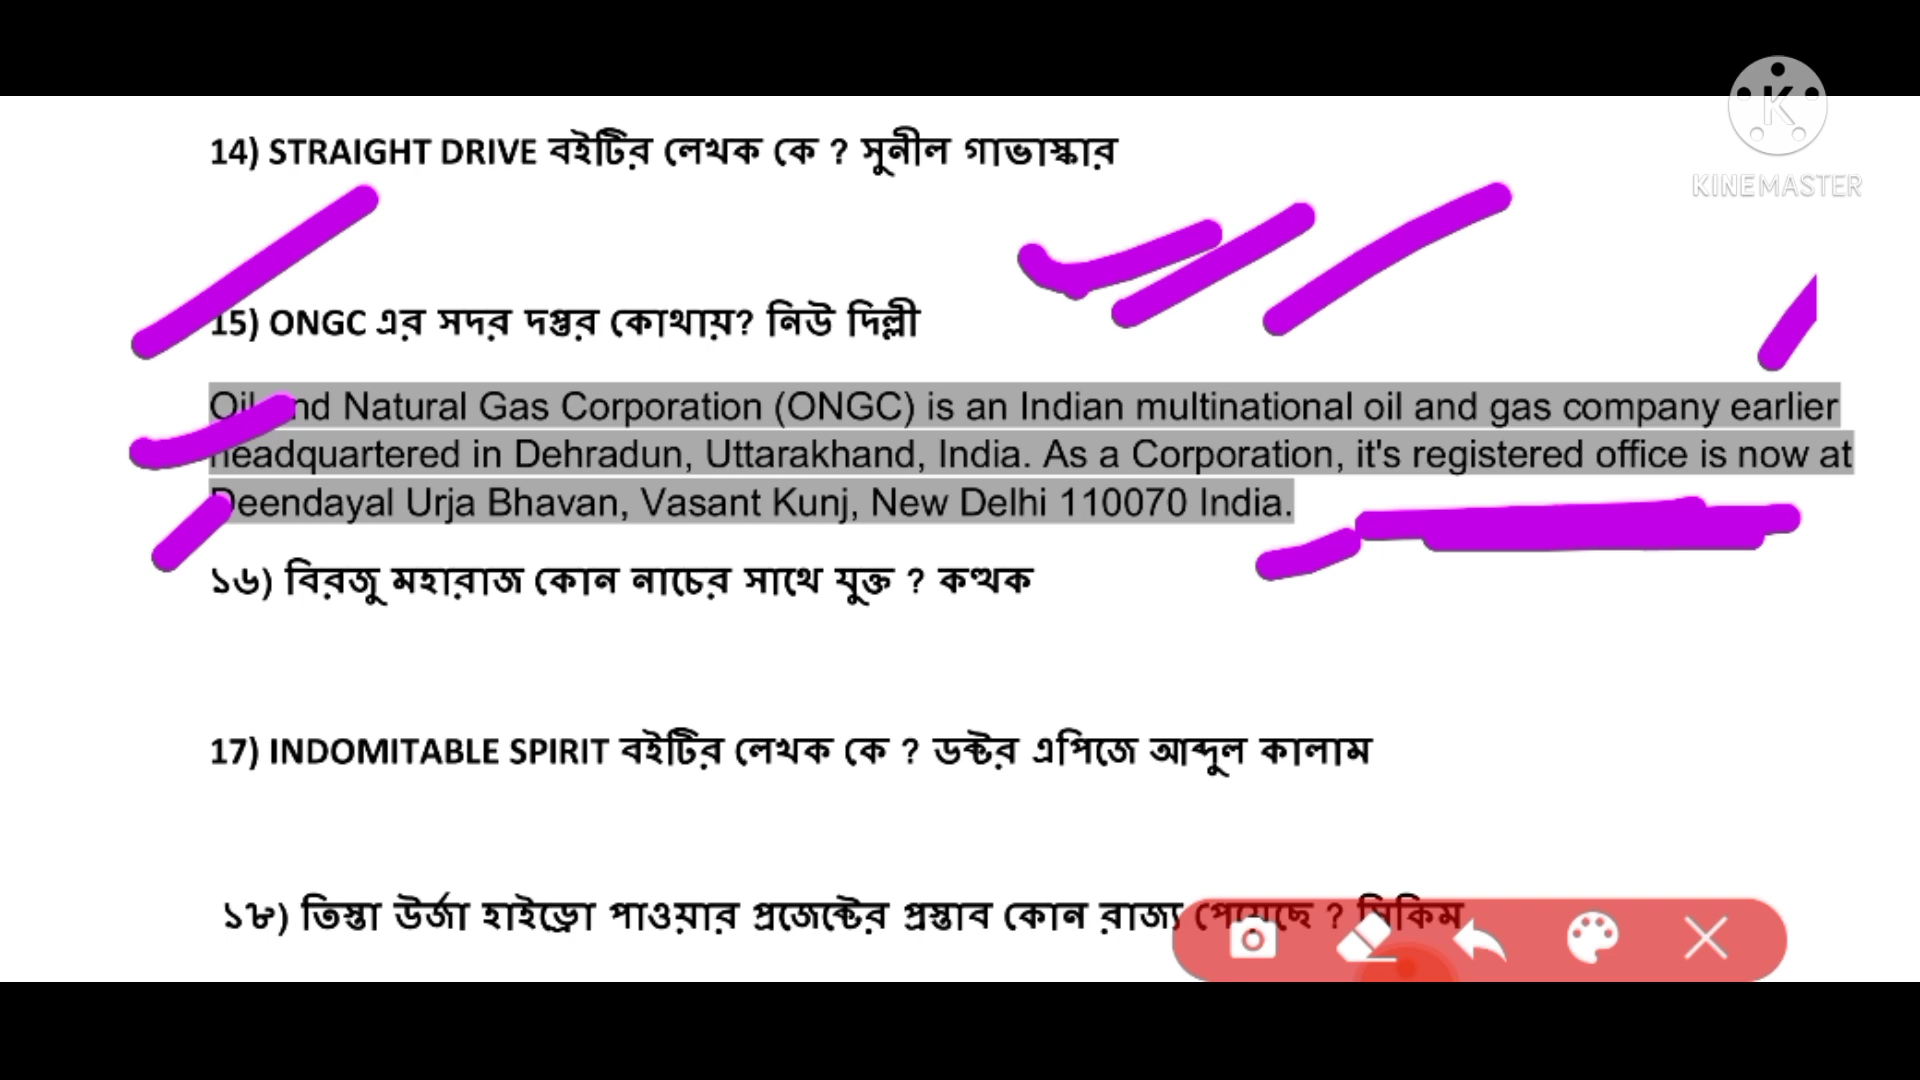 14) STRAIGHT DRIVE বইটির লেখক কে ? সুনীল গাভাস্কার
KINEMASTER
15) ONGC এর সদর দপ্তর কোথায়? নিউ দিল্লী
Oil and Natural Gas Corporation (ONGC) is an Indian multinational oil and gas company earlier
headquartered in Dehradun, Uttarakhand, India. As a Corporation, it's registered office is now at
Deendayal Urja Bhavan, Vasant Kunj, New Delhi 110070 India.
১৬) বিরজু মহারাজ কোন নাচের সাথে যুক্ত ? কত্থক
17) INDOMITABLE SPIRIT বইটির লেখক কে ? ডক্টর এপিজে আব্দুল কালাম
১৮) তিস্তা উর্জা হাইড্রো পাওয়ার প্রজেক্টের প্রস্তাব কোন রাজ্য পেয়েছে ? সিকিম